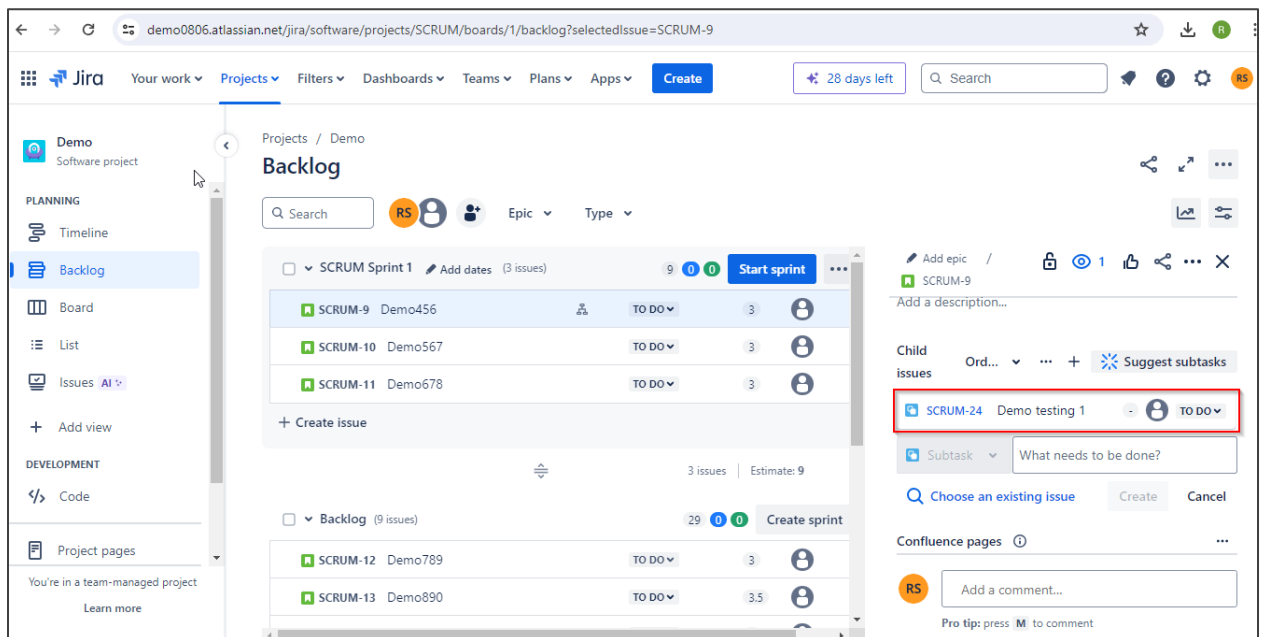 demo0806.atlassian.net/jira/software/projects/SCRUM/boards/1/backlog?selectedIssue=SCRUM-9
R
Jira Your work Projects Filters Dashboards Teams Plans Apps Create 28 days left Search RS
Demo
Software project
PLANNING
Timeline
Backlog
Board
List
Issues AI
Add view
DEVELOPMENT
Code
Project pages
You're in a team-managed project
Learn more
Projects / Demo
Backlog
Search RS Epic Type
SCRUM Sprint 1 Add dates (3 issues) 9 0 0 Start sprint
SCRUM-9 Demo456 TO DO 3
SCRUM-10 Demo567 TO DO 3
SCRUM-11 Demo678 TO DO 3
+ Create issue
3 issues Estimate: 9
Backlog (9 issues) 29 0 0 Create sprint
SCRUM-12 Demo789 TO DO 3
SCRUM-13 Demo890 TO DO 3.5
Add epic / 1
SCRUM-9
Add a description...
Child issues Ord... Suggest subtasks
SCRUM-24 Demo testing 1 - TO DO
Subtask What needs to be done?
Choose an existing issue Create Cancel
Confluence pages
RS Add a comment...
Pro tip: press M to comment